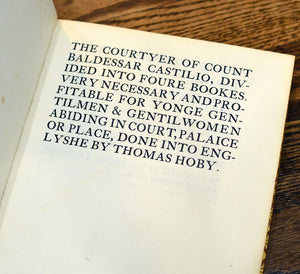 THE COURTYER OF COUNT
BALDESSAR CASTILIO, DIV-
IDED INTO FOURE BOOKES.
VERY NECESSARY AND PRO-
FITABLE FOR YONGE GEN-
TILMEN & GENTILWOMEN
ABIDING IN COURT, PALAICE
OR PLACE, DONE INTO ENG-
LYSHE BY THOMAS HOBY.